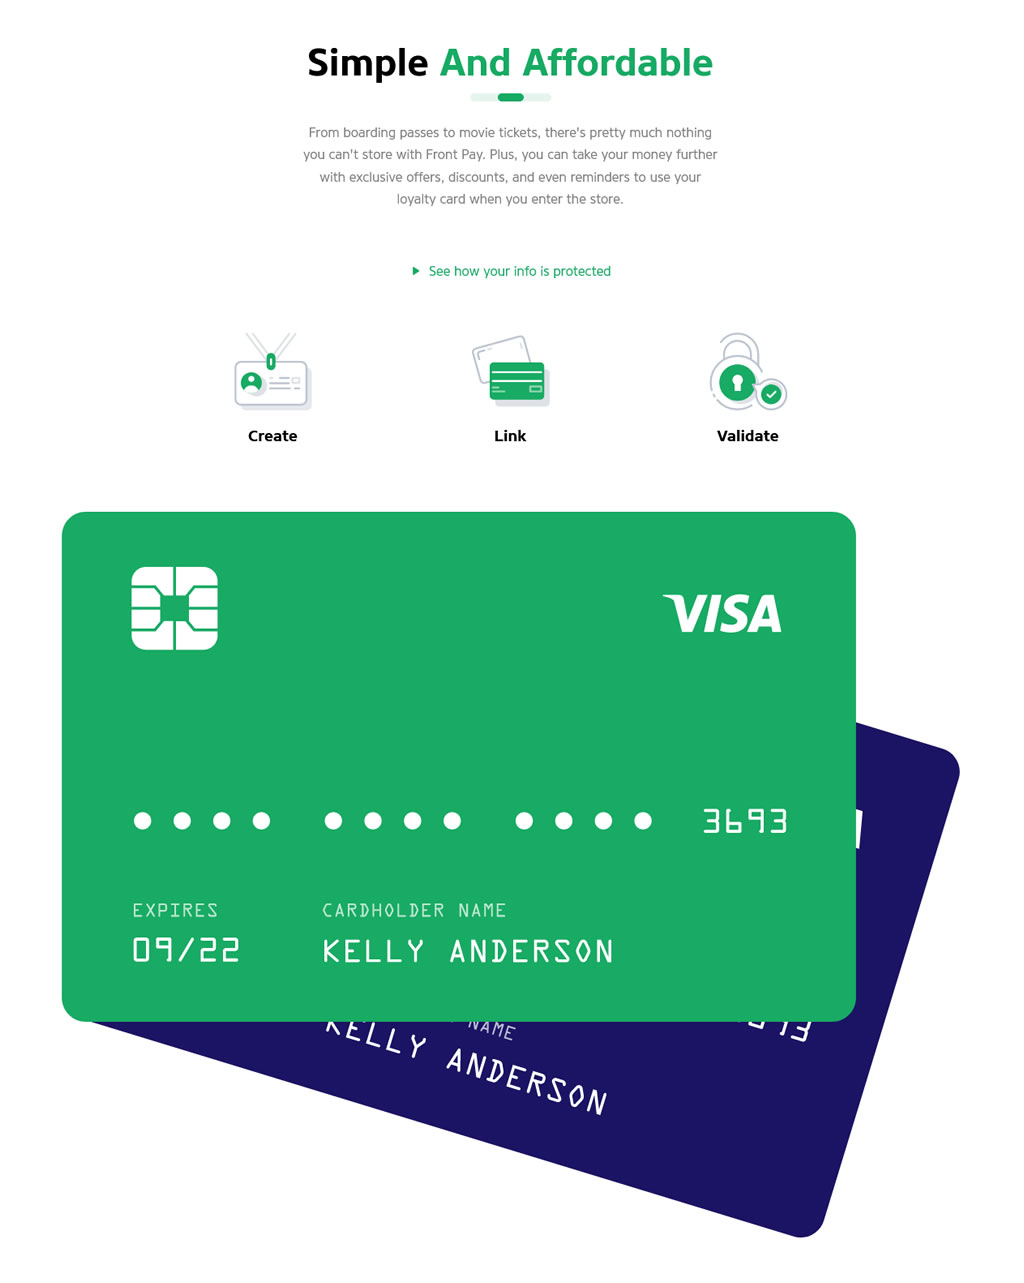 Simple And Affordable
From boarding passes to movie tickets, there's pretty much nothing
you can't store with Front Pay. Plus, you can take your money further
with exclusive offers, discounts, and even reminders to use your
loyalty card when you enter the store.
See how your info is protected
Create Link Validate
VISA
3693
EXPIRES CARDHOLDER NAME
09/22 KELLY ANDERSON
NAME
KELLY ANDERSON